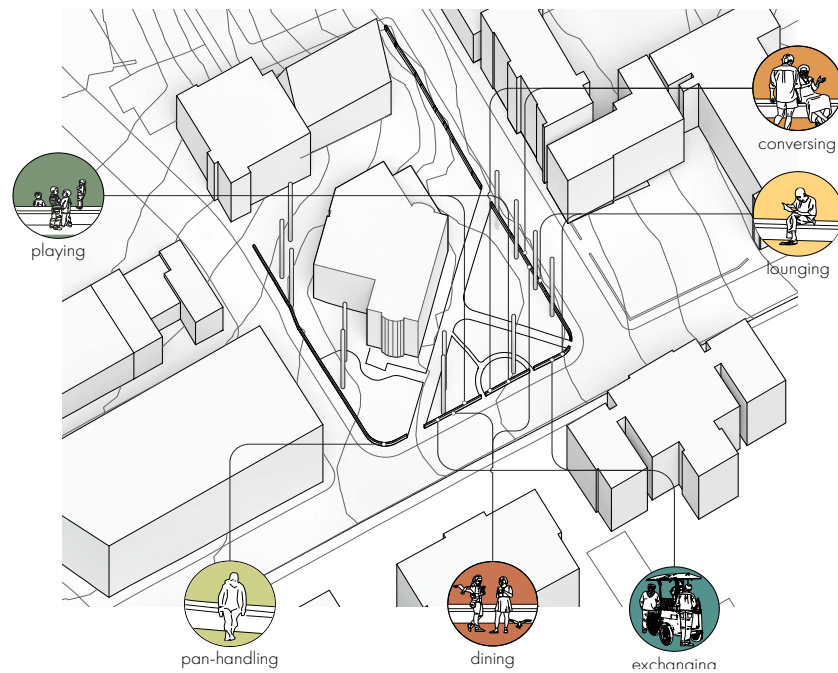 conversing
playing
lounging
pan-handling
dining
exchanging